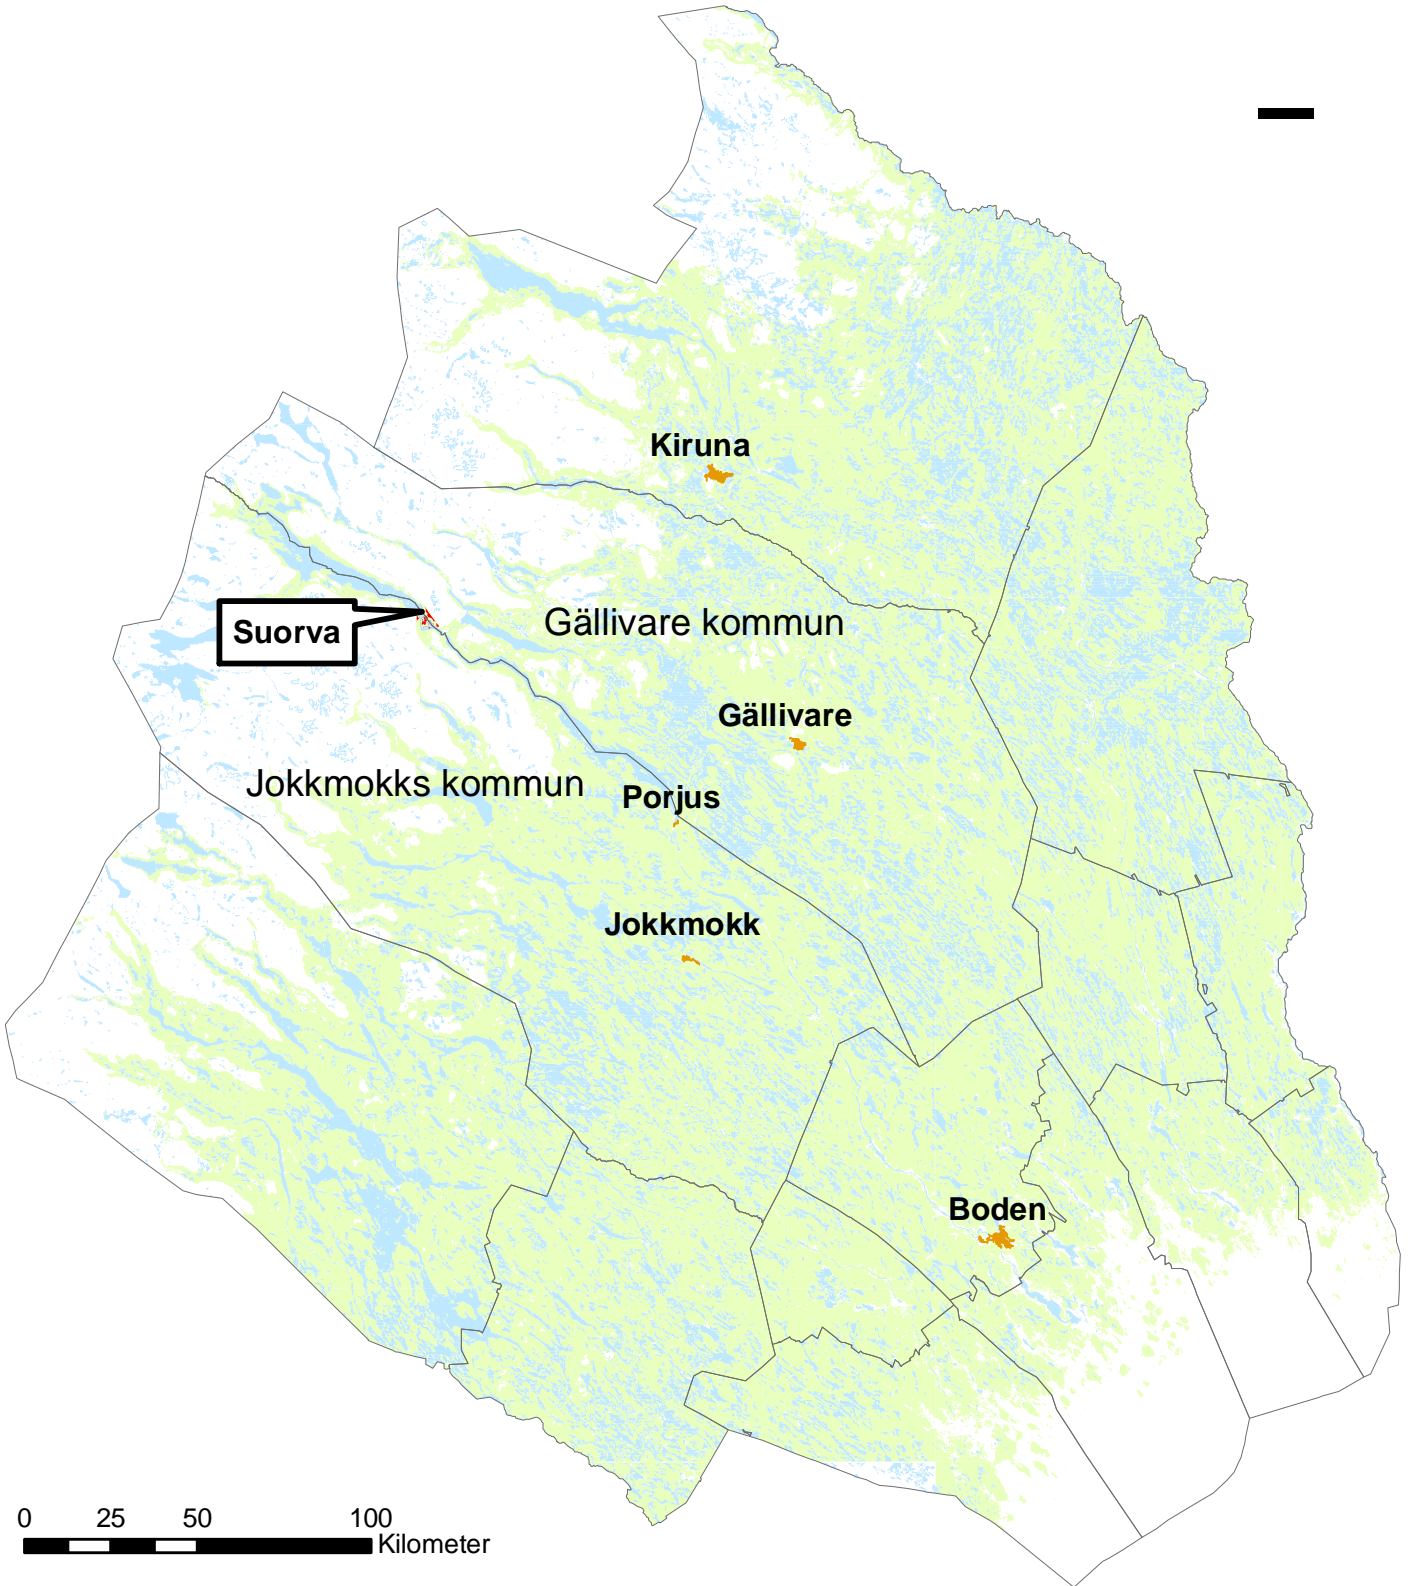 Kiruna
Suorva
Gällivare kommun
Gällivare
Jokkmokks kommun
Porjus
Jokkmokk
Boden
0 25 50 100
Kilometer